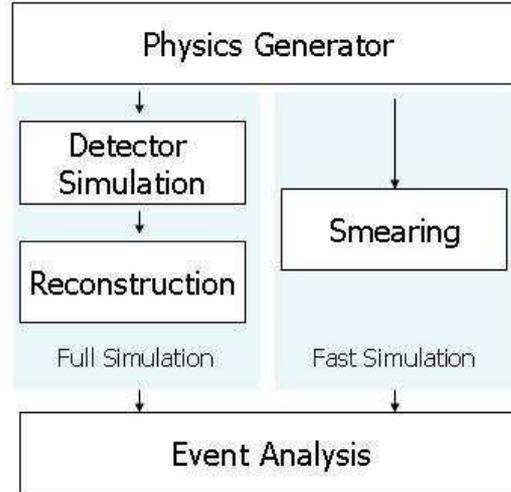 Physics Generator
Detector
Simulation
Reconstruction
Full Simulation
Smearing
Fast Simulation
Event Analysis